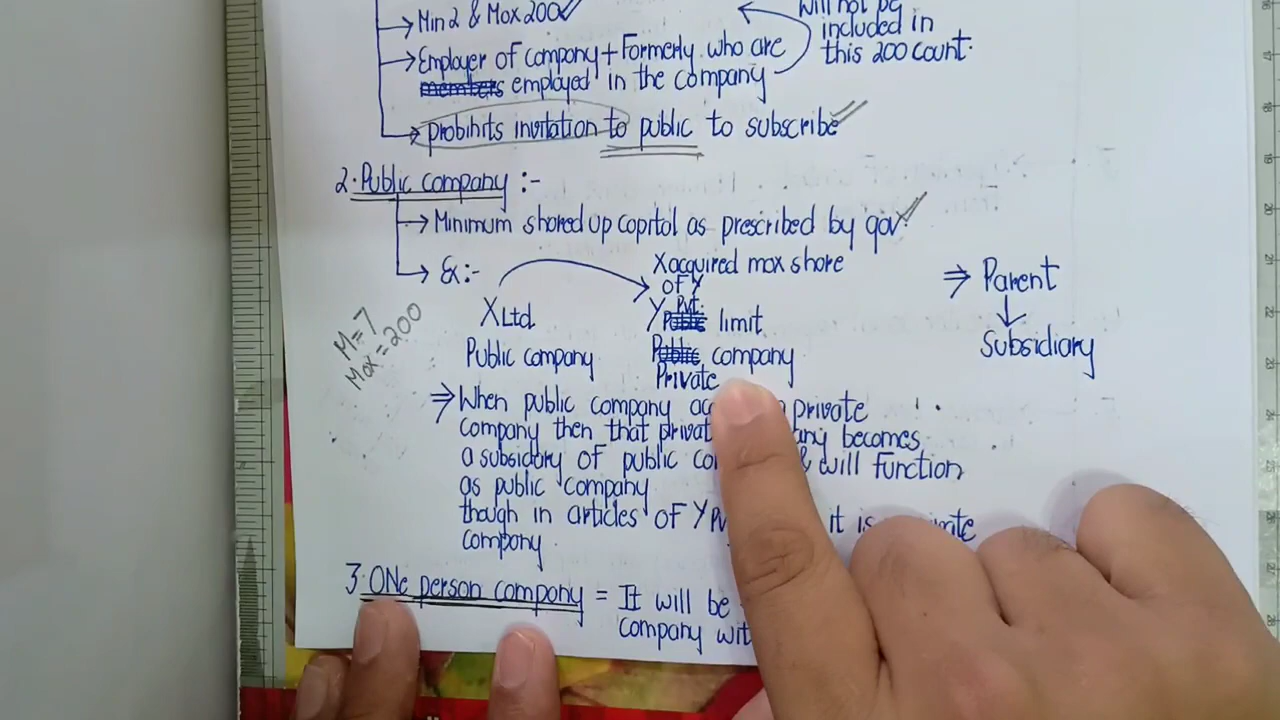 Min 2 & Max 200
will not be
included in
this 200 count.
Employer of company + Formerly who are
members employed in the company
probihits invitation to public to subscribe
2. Public company :-
Minimum shared up capital as prescribed by gov.
Ex:-
X acquired max share
of Y
X Ltd
Y Pvt. limit
Public company
Public company
Private
⇒ Parent
Subsidiary
M=7
Max=200
⇒ When public company private
company then that becomes
a subsidory of public & will function
as public company
though in articles of Y it is
company.
3. ONe person company = It will be
company